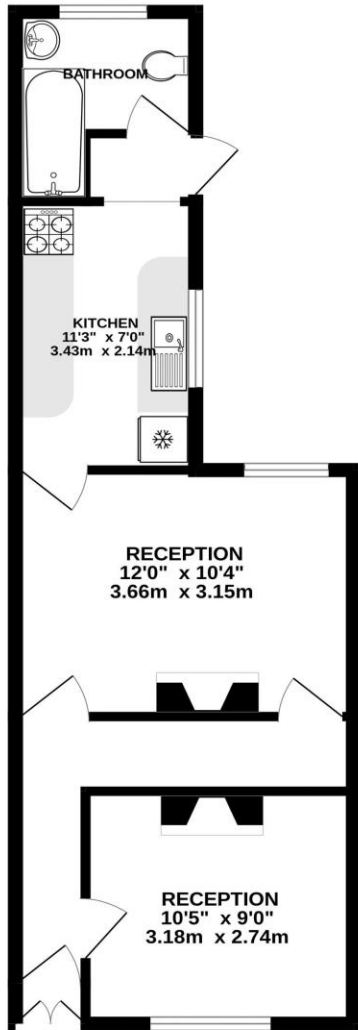 BATHROOM
KITCHEN
11'3" x 7'0"
3.43m x 2.14m
RECEPTION
12'0" x 10'4"
3.66m x 3.15m
RECEPTION
10'5" x 9'0"
3.18m x 2.74m